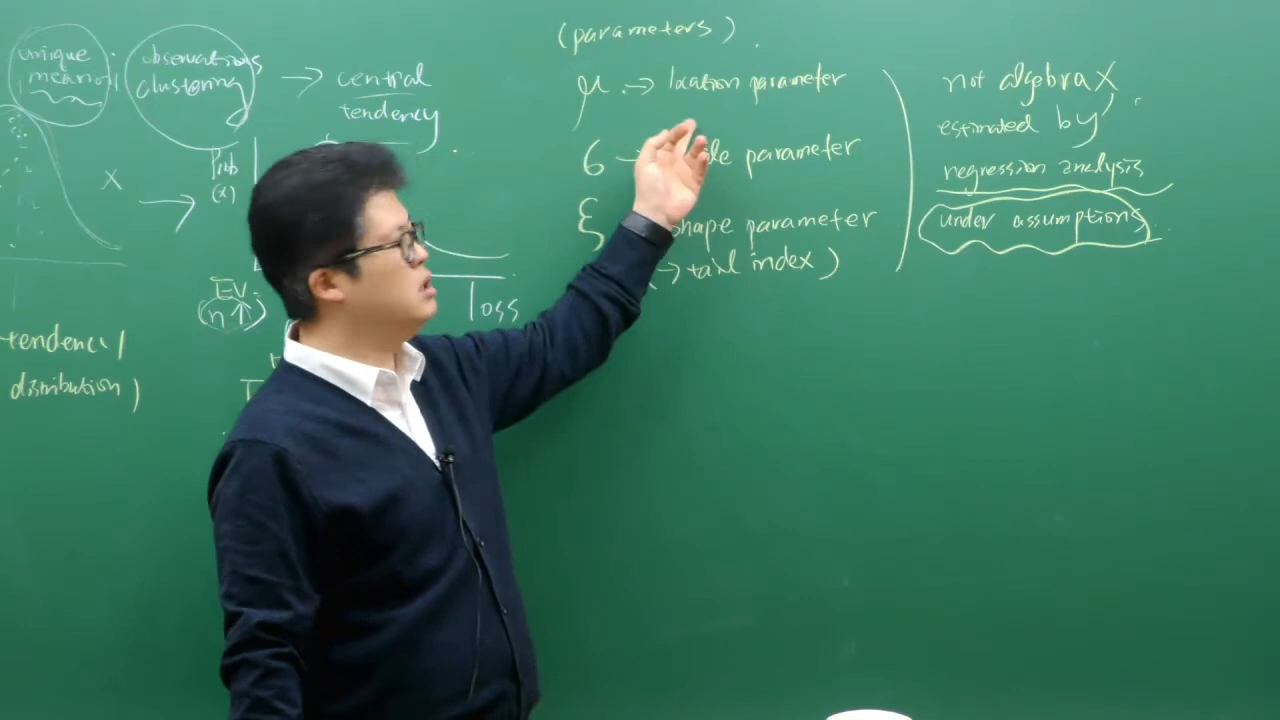 unique
mean
observations
clustering
→ central
tendency
Prob
(x)
X
EV.
(n↑)
loss
tendency
distribution)
(parameters).
μ → location parameter
σ → parameter
ξ shape parameter
(→ tail index)
not algebra X
estimated by
regression analysis
under assumptions